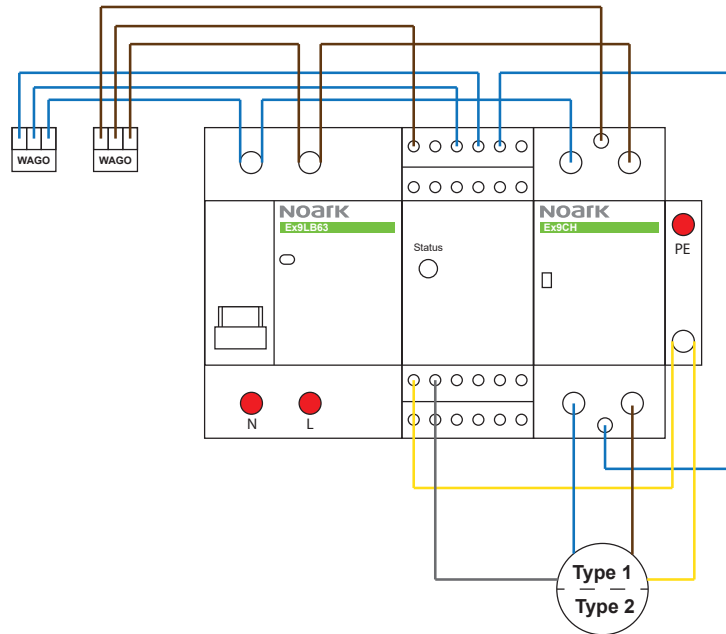 WAGO
WAGO
NOARK
Ex9LB63
Status
NOARK
Ex9CH
PE
N
L
Type 1
Type 2